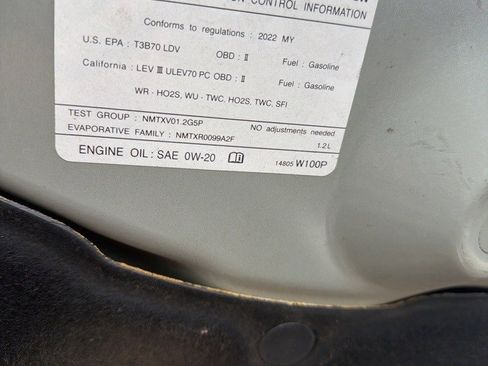 CONTROL INFORMATION
Conforms to regulations : 2022 MY
U.S. EPA : T3B70 LDV OBD : II Fuel : Gasoline
California : LEV III ULEV70 PC OBD : II Fuel : Gasoline
WR - HO2S, WU - TWC, HO2S, TWC, SFI
TEST GROUP : NMTXV01.2G5P NO adjustments needed
EVAPORATIVE FAMILY : NMTXR0099A2F 1.2 L
ENGINE OIL : SAE 0W-20 14805 W100P